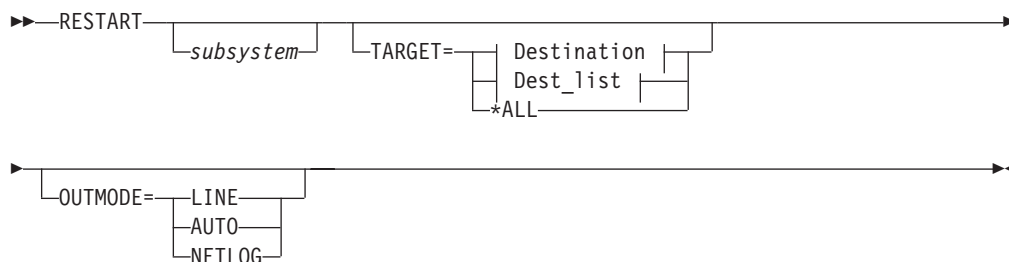 RESTART
subsystem
TARGET=
Destination
Dest_list
*ALL
OUTMODE=
LINE
AUTO
NETLOG